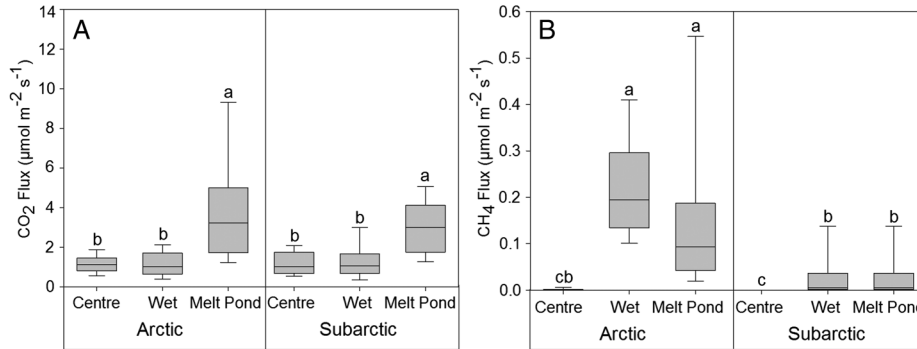 A
CO2 Flux (µmol m-2 s-1)
14
12
10
8
6
4
2
0
b
b
a
b
b
a
Centre
Wet
Melt Pond
Centre
Wet
Melt Pond
Arctic
Subarctic
B
CH4 Flux (µmol m-2 s-1)
0.6
0.5
0.4
0.3
0.2
0.1
0.0
cb
a
a
c
b
b
Centre
Wet
Melt Pond
Centre
Wet
Melt Pond
Arctic
Subarctic